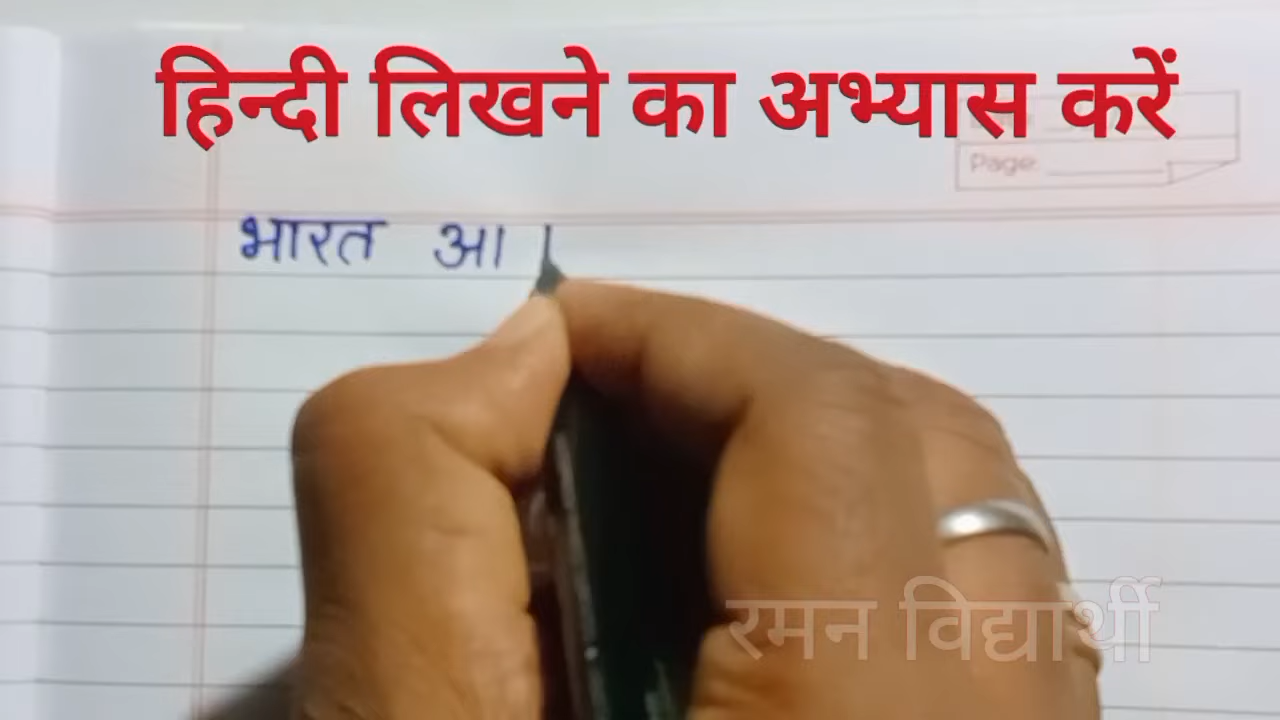 हिन्दी लिखने का अभ्यास करें
Page
भारत आ
रमन विद्यार्थी